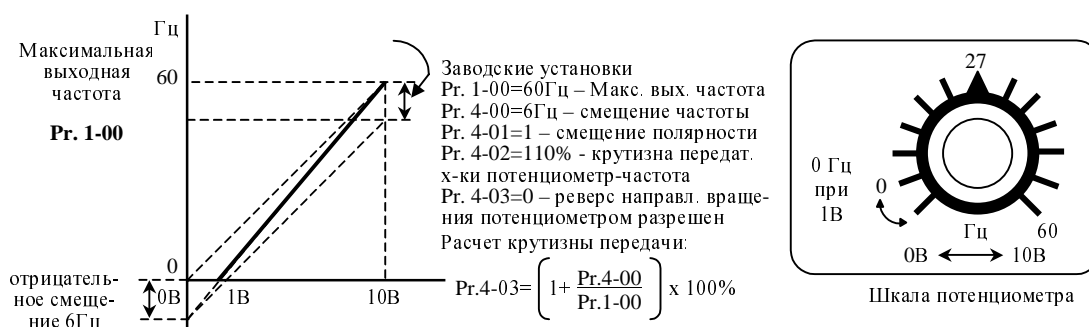 Гц
Максимальная
выходная
частота
60
Pr. 1-00
0
отрицатель-
ное смеще-
ние 6Гц
0В
1В
10В
Заводские установки
Pr. 1-00=60Гц – Макс. вых. частота
Pr. 4-00=6Гц – смещение частоты
Pr. 4-01=1 – смещение полярности
Pr. 4-02=110% - крутизна передат.
х-ки потенциометр-частота
Pr. 4-03=0 – реверс направл. враще-
ния потенциометром разрешен
Расчет крутизны передачи:
Pr.4-03= ( 1+ Pr.4-00 / Pr.1-00 ) x 100%
27
0 Гц
при
1В
0
60
Гц
0В
10В
Шкала потенциометра